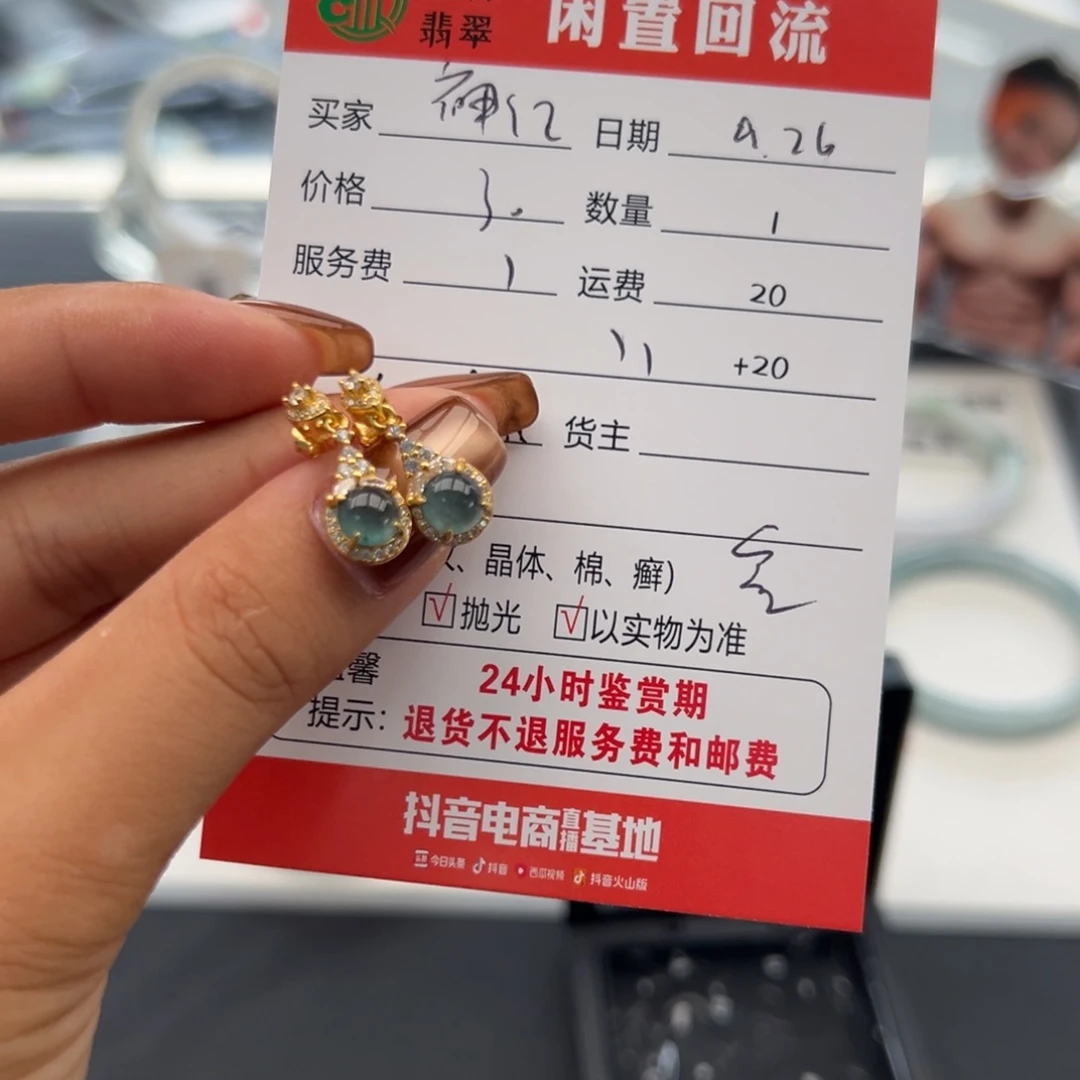 翡翠 闲置回流
买家 日期 9.26
价格 3. 数量 1
服务费 1 运费 20
11 +20
货主
、晶体、棉、癣)
√抛光 √以实物为准
馨
提示: 24小时鉴赏期
退货不退服务费和邮费
抖音电商直播基地
今日头条 抖音 西瓜视频 抖音火山版